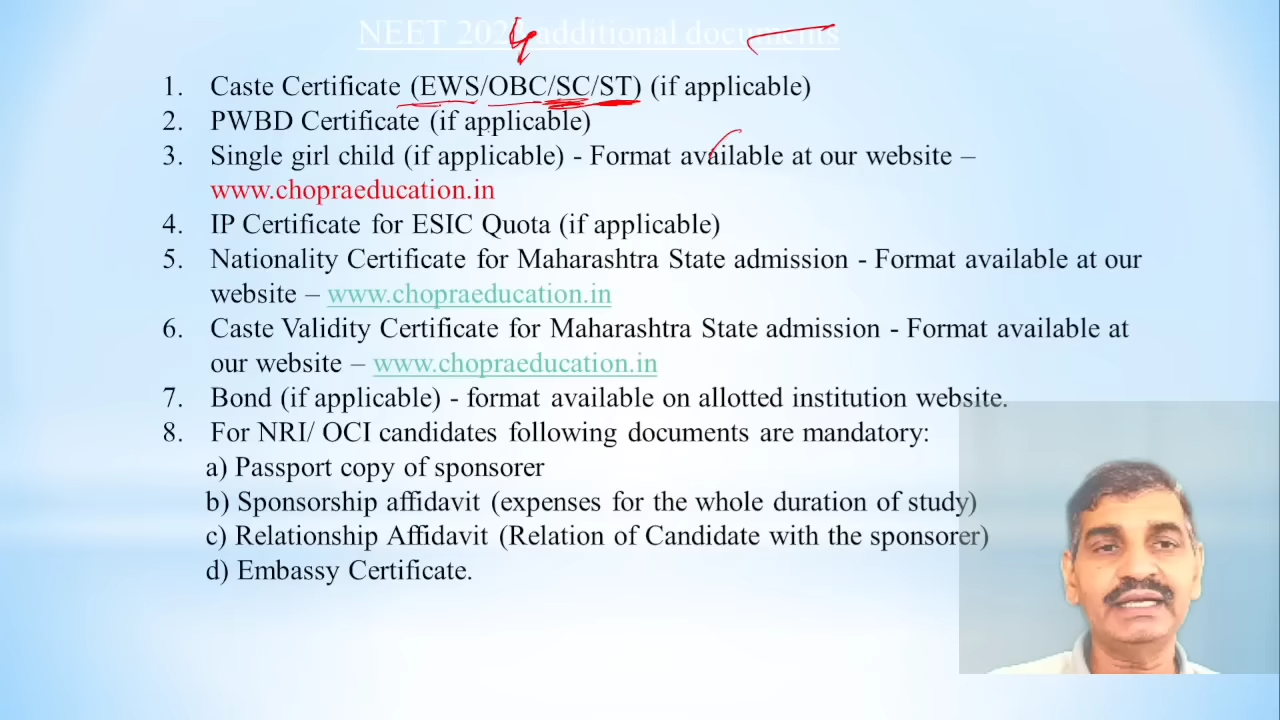 NEET 2024 additional documents
1. Caste Certificate (EWS/OBC/SC/ST) (if applicable)
2. PWBD Certificate (if applicable)
3. Single girl child (if applicable) - Format available at our website –
www.chopraeducation.in
4. IP Certificate for ESIC Quota (if applicable)
5. Nationality Certificate for Maharashtra State admission - Format available at our
website – www.chopraeducation.in
6. Caste Validity Certificate for Maharashtra State admission - Format available at
our website – www.chopraeducation.in
7. Bond (if applicable) - format available on allotted institution website.
8. For NRI/ OCI candidates following documents are mandatory:
a) Passport copy of sponsorer
b) Sponsorship affidavit (expenses for the whole duration of study)
c) Relationship Affidavit (Relation of Candidate with the sponsorer)
d) Embassy Certificate.